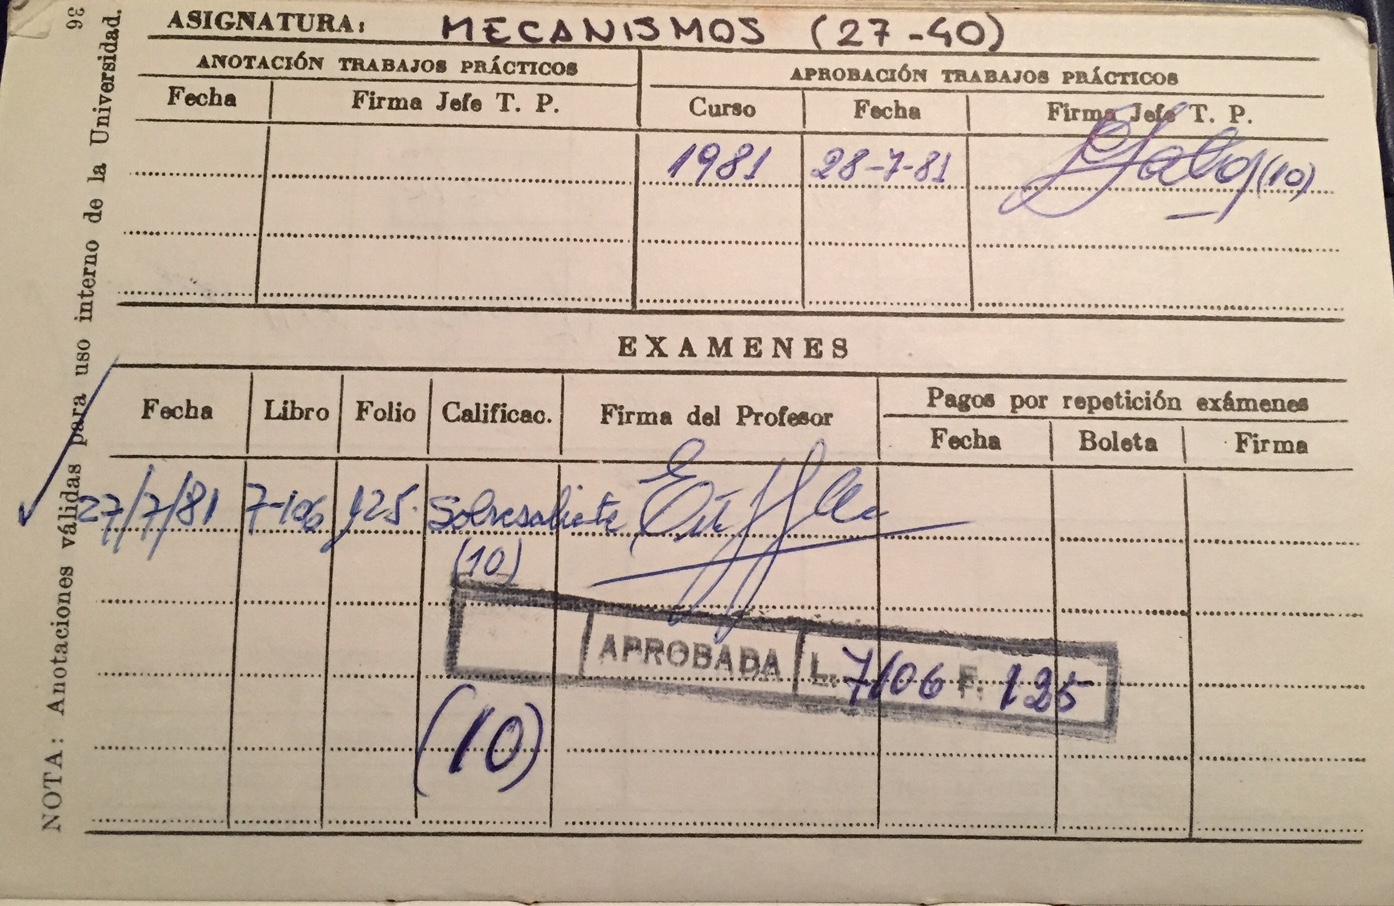 ASIGNATURA: MECANISMOS (27-40)
ANOTACIÓN TRABAJOS PRÁCTICOS APROBACIÓN TRABAJOS PRÁCTICOS
Fecha Firma Jefe T. P. Curso Fecha Firma Jefe T. P.
1981 28-7-81 (10)
EXAMENES
Fecha Libro Folio Calificac. Firma del Profesor Pagos por repetición exámenes
Fecha Boleta Firma
27/7/81 7-106 125. Sobresaliente
(10)
APROBADA L. 7106 F. 125
(10)
NOTA: Anotaciones válidas para uso interno de la Universidad.